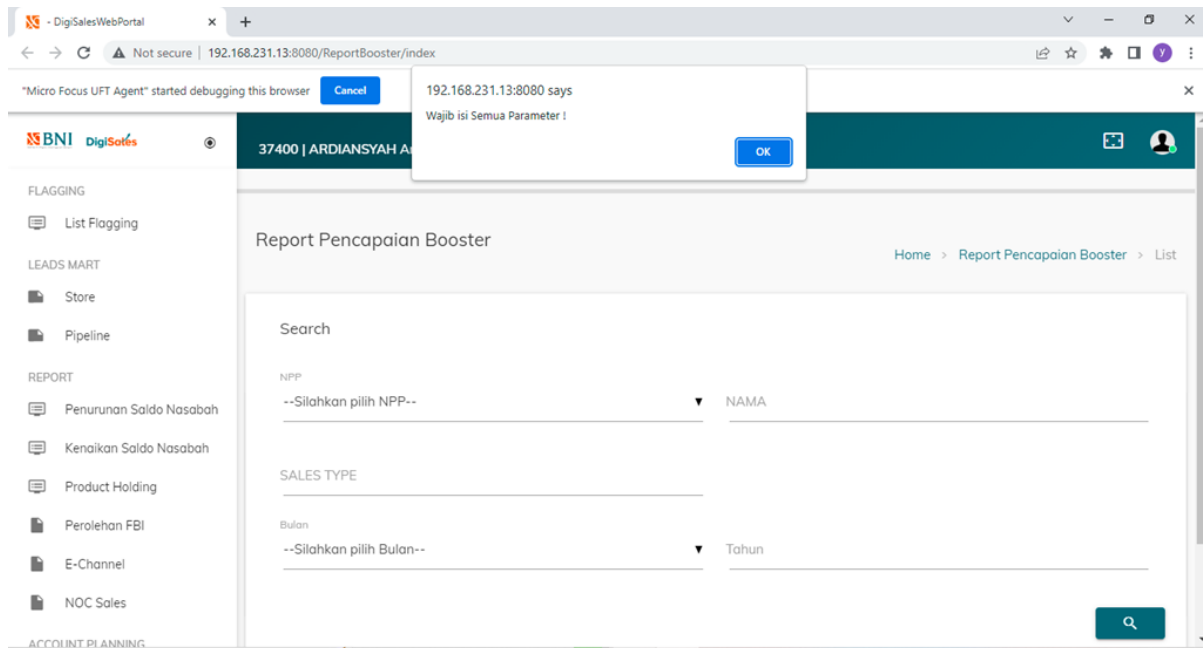 - DigiSalesWebPortal
Not secure | 192.168.231.13:8080/ReportBooster/index
y
"Micro Focus UFT Agent" started debugging this browser
Cancel
192.168.231.13:8080 says
Wajib isi Semua Parameter !
OK
BNI DigiSales
37400 | ARDIANSYAH
FLAGGING
List Flagging
LEADS MART
Store
Pipeline
REPORT
Penurunan Saldo Nasabah
Kenaikan Saldo Nasabah
Product Holding
Perolehan FBI
E-Channel
NOC Sales
ACCOUNT PLANNING
Report Pencapaian Booster
Home > Report Pencapaian Booster > List
Search
NPP
--Silahkan pilih NPP--
NAMA
SALES TYPE
Bulan
--Silahkan pilih Bulan--
Tahun